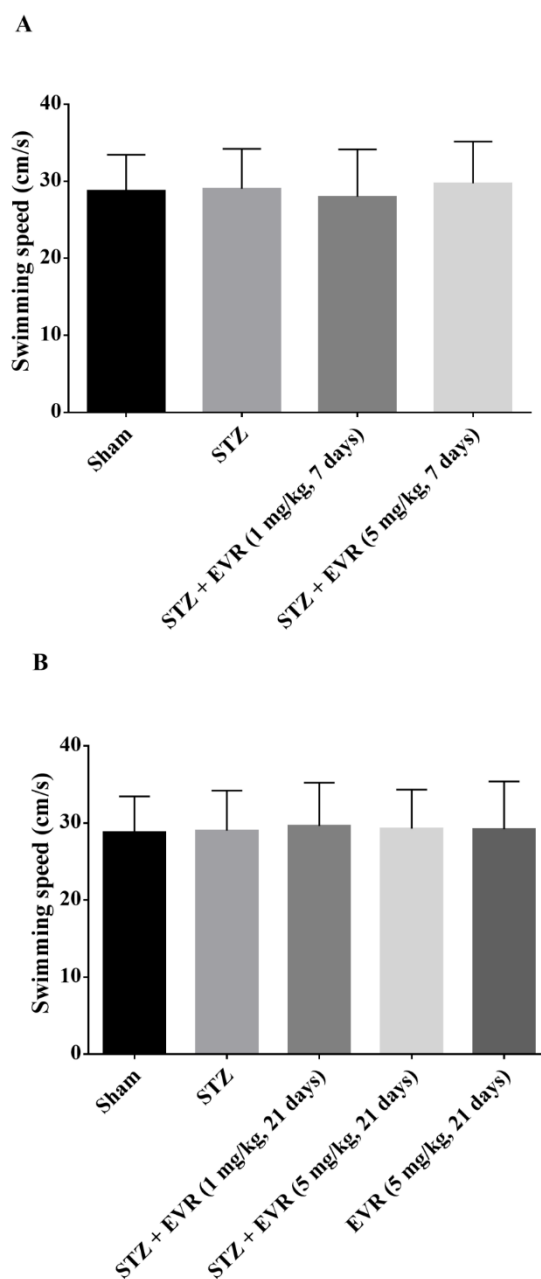 A
Swimming speed (cm/s)
40
30
20
10
0
Sham
STZ
STZ + EVR (1 mg/kg, 7 days)
STZ + EVR (5 mg/kg, 7 days)
B
Swimming speed (cm/s)
40
30
20
10
0
Sham
STZ
STZ + EVR (1 mg/kg, 21 days)
STZ + EVR (5 mg/kg, 21 days)
EVR (5 mg/kg, 21 days)